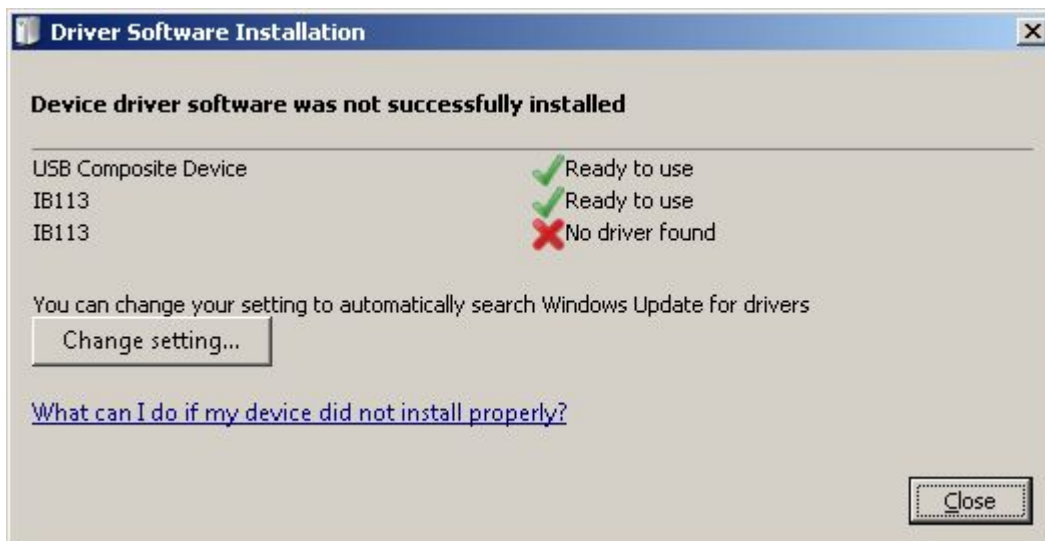 Driver Software Installation
Device driver software was not successfully installed
USB Composite Device Ready to use
IB113 Ready to use
IB113 No driver found
You can change your setting to automatically search Windows Update for drivers
Change setting...
What can I do if my device did not install properly?
Close